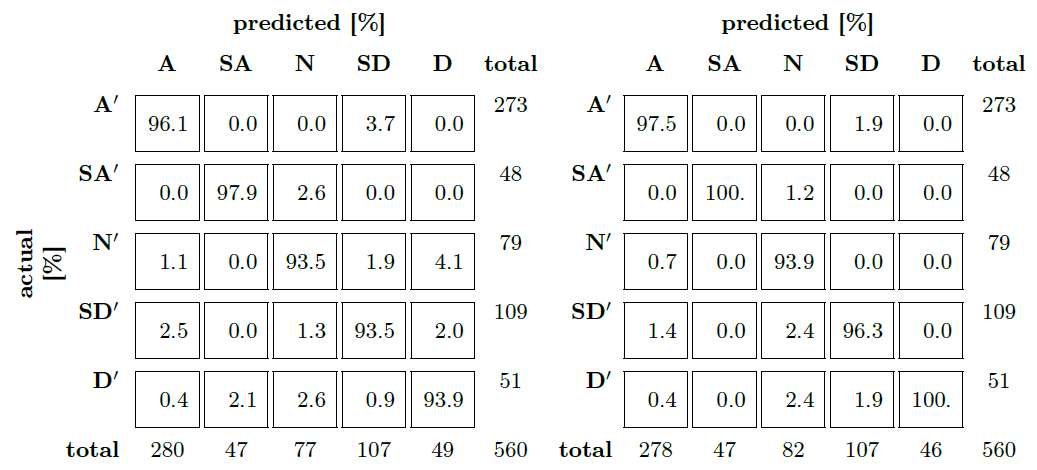 predicted [%] predicted [%]
A SA N SD D total A SA N SD D total
A′ 96.1 0.0 0.0 3.7 0.0 273 A′ 97.5 0.0 0.0 1.9 0.0 273
SA′ 0.0 97.9 2.6 0.0 0.0 48 SA′ 0.0 100. 1.2 0.0 0.0 48
actual
[%]
N′ 1.1 0.0 93.5 1.9 4.1 79 N′ 0.7 0.0 93.9 0.0 0.0 79
SD′ 2.5 0.0 1.3 93.5 2.0 109 SD′ 1.4 0.0 2.4 96.3 0.0 109
D′ 0.4 2.1 2.6 0.9 93.9 51 D′ 0.4 0.0 2.4 1.9 100. 51
total 280 47 77 107 49 560 total 278 47 82 107 46 560